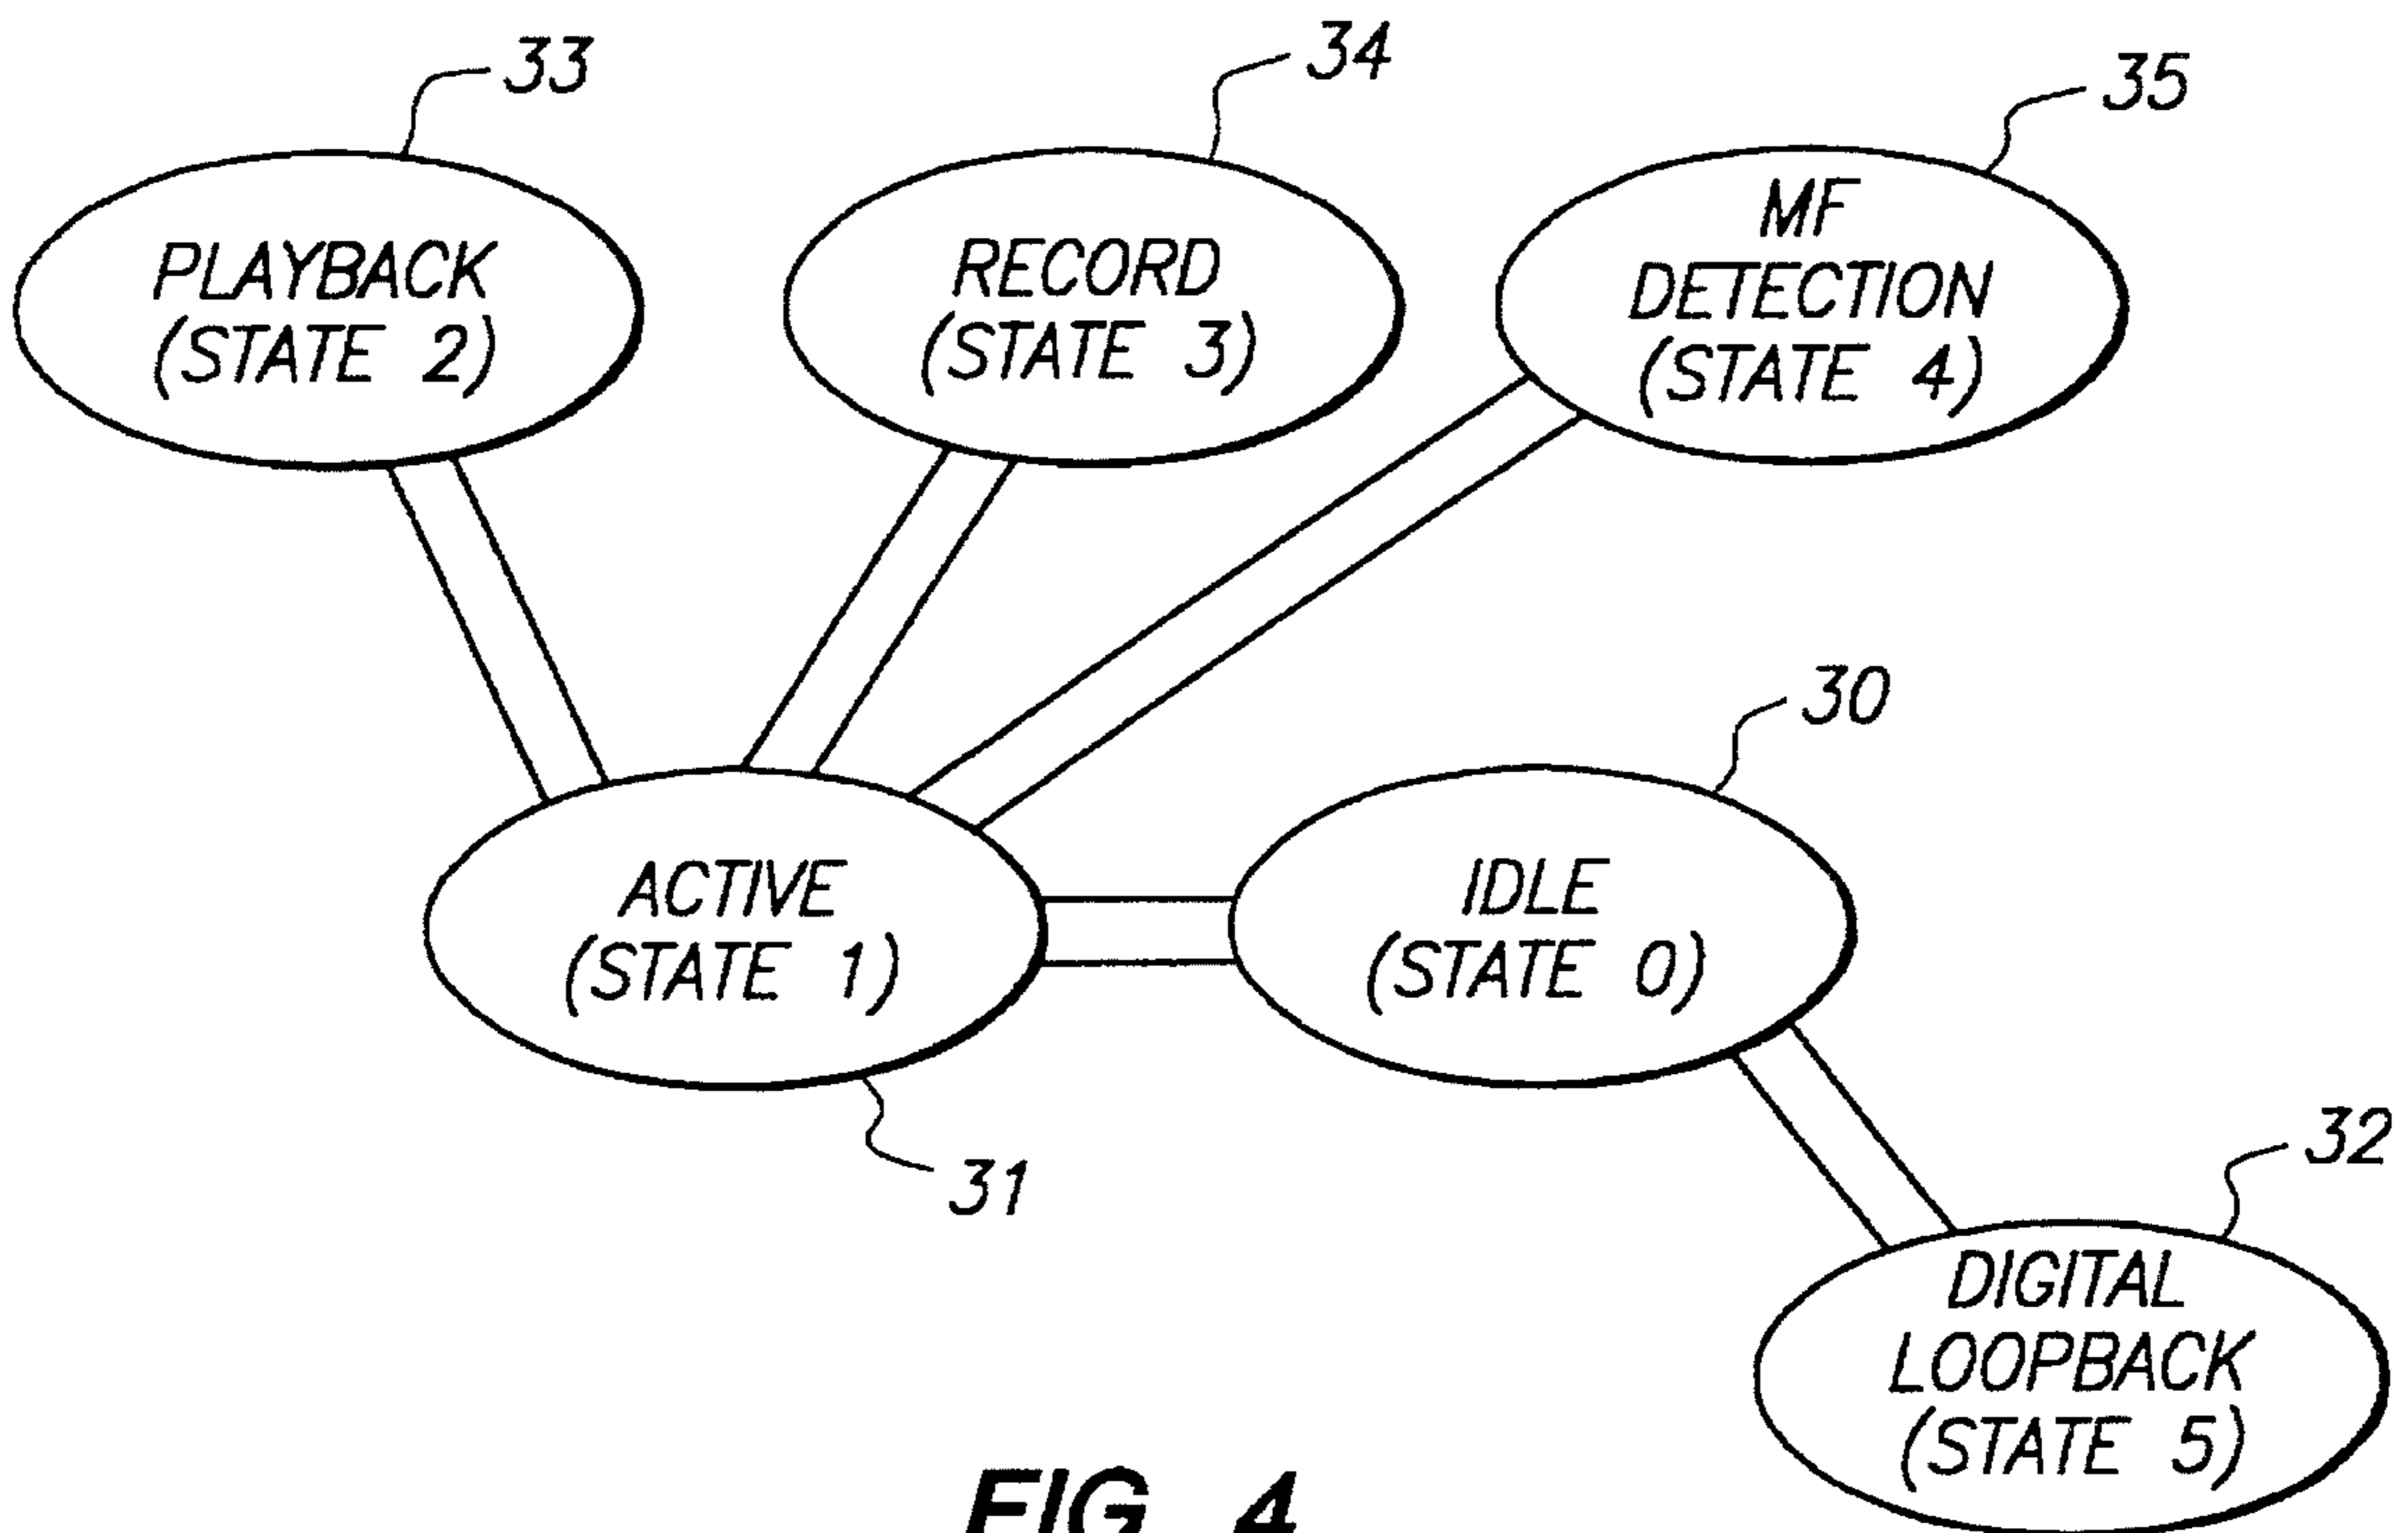 33
34
35
PLAYBACK
(STATE 2)
RECORD
(STATE 3)
MF
DETECTION
(STATE 4)
30
ACTIVE
(STATE 1)
IDLE
(STATE 0)
31
32
DIGITAL
LOOPBACK
(STATE 5)
FIG. 4